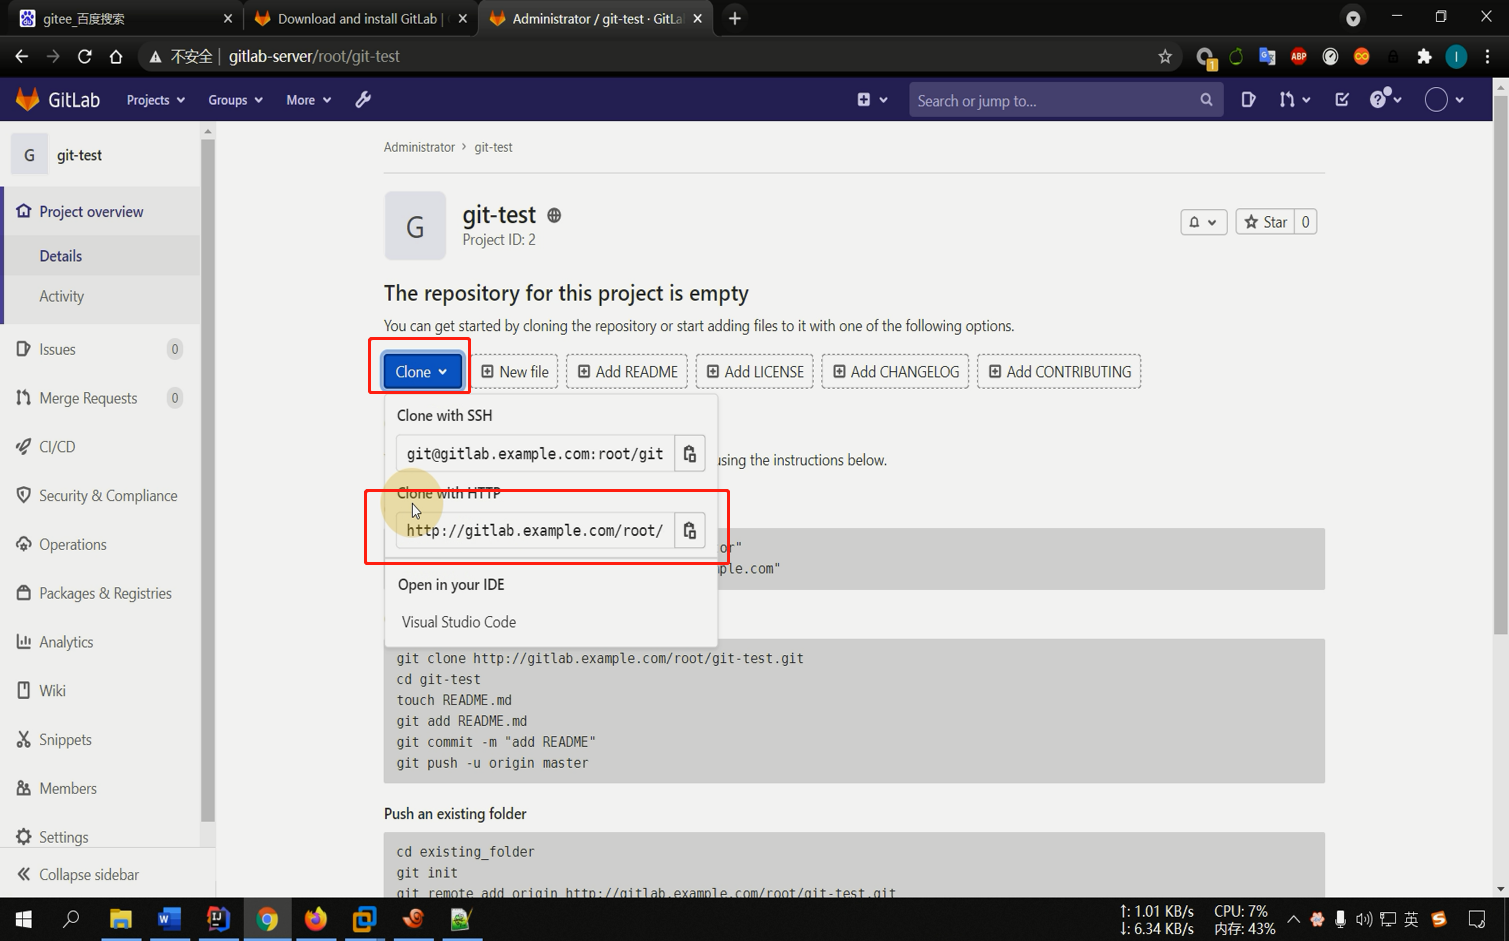 gitee_百度搜索
Download and install GitLab |
Administrator / git-test · GitLa
不安全
gitlab-server/root/git-test
1
ABP
I
GitLab
Projects
Groups
More
Search or jump to...
G
git-test
Administrator › git-test
Project overview
Details
Activity
Issues
0
Merge Requests
0
CI/CD
Security & Compliance
Operations
Packages & Registries
Analytics
Wiki
Snippets
Members
Settings
Collapse sidebar
G
git-test
Project ID: 2
Star
0
The repository for this project is empty
You can get started by cloning the repository or start adding files to it with one of the following options.
Clone
New file
Add README
Add LICENSE
Add CHANGELOG
Add CONTRIBUTING
Clone with SSH
git@gitlab.example.com:root/git
using the instructions below.
Clone with HTTP
http://gitlab.example.com/root/
or"
ple.com"
Open in your IDE
Visual Studio Code
git clone http://gitlab.example.com/root/git-test.git
cd git-test
touch README.md
git add README.md
git commit -m "add README"
git push -u origin master
Push an existing folder
cd existing_folder
git init
git remote add origin http://gitlab.example.com/root/git-test.git
↑: 1.01 KB/s
↓: 6.34 KB/s
CPU: 7%
内存: 43%
英